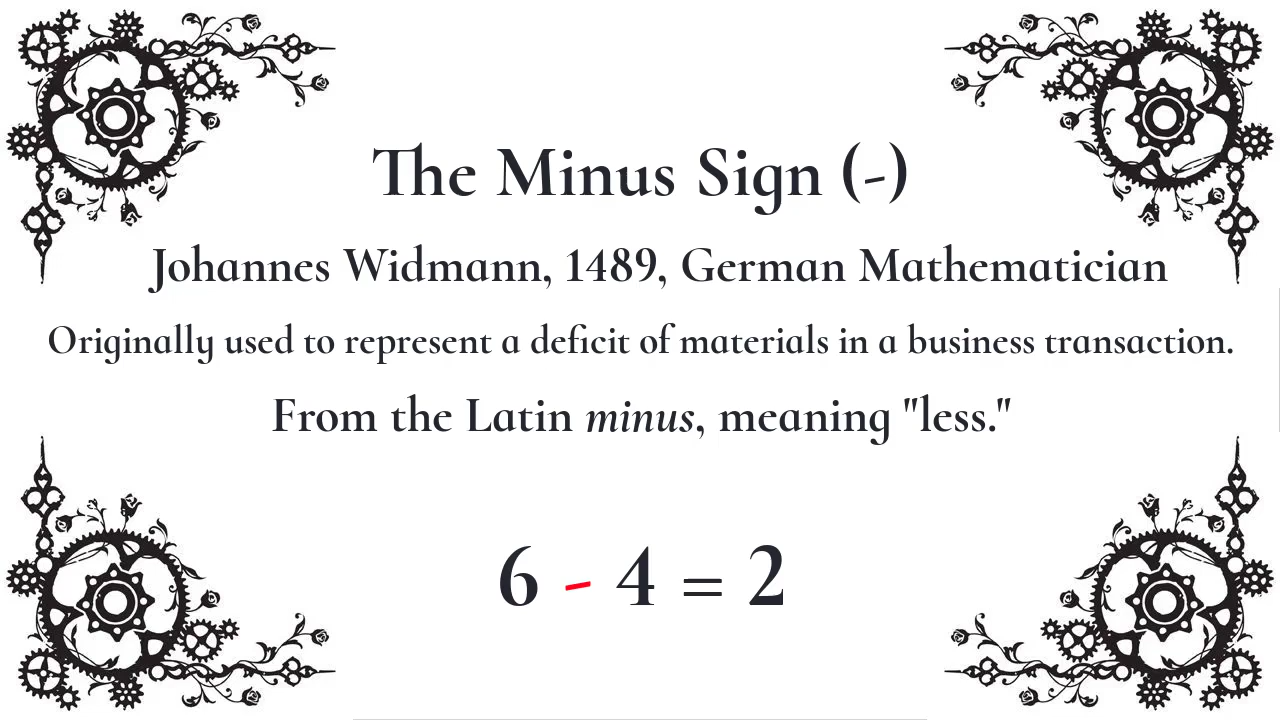 The Minus Sign (-)
Johannes Widmann, 1489, German Mathematician
Originally used to represent a deficit of materials in a business transaction.
From the Latin minus, meaning "less."
6 - 4 = 2